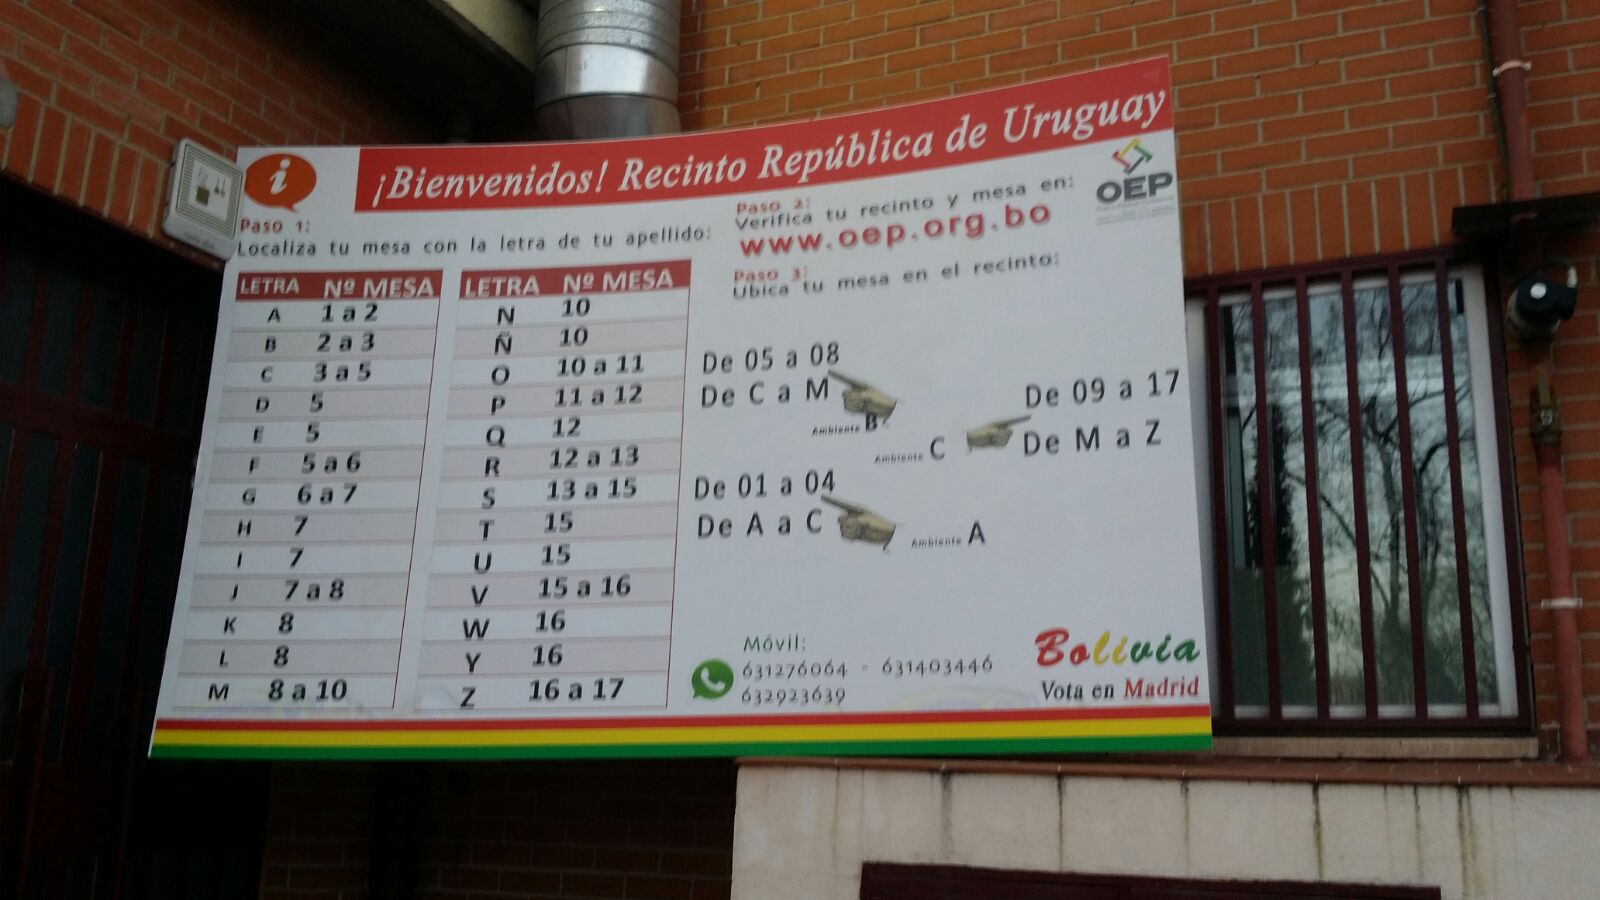 ¡Bienvenidos! Recinto República de Uruguay
i
OEP
Paso 1:
Localiza tu mesa con la letra de tu apellido:
LETRA Nº MESA
A 1 a 2
B 2 a 3
C 3 a 5
D 5
E 5
F 5 a 6
G 6 a 7
H 7
I 7
J 7 a 8
K 8
L 8
M 8 a 10
LETRA Nº MESA
N 10
Ñ 10
O 10 a 11
P 11 a 12
Q 12
R 12 a 13
S 13 a 15
T 15
U 15
V 15 a 16
W 16
Y 16
Z 16 a 17
Paso 2:
Verifica tu recinto y mesa en:
www.oep.org.bo
Paso 3:
Ubica tu mesa en el recinto:
De 05 a 08
De C a M
Ambiente B
De 09 a 17
De M a Z
Ambiente C
De 01 a 04
De A a C
Ambiente A
Móvil:
631276064 - 631403446
632923639
Bolivia
Vota en Madrid